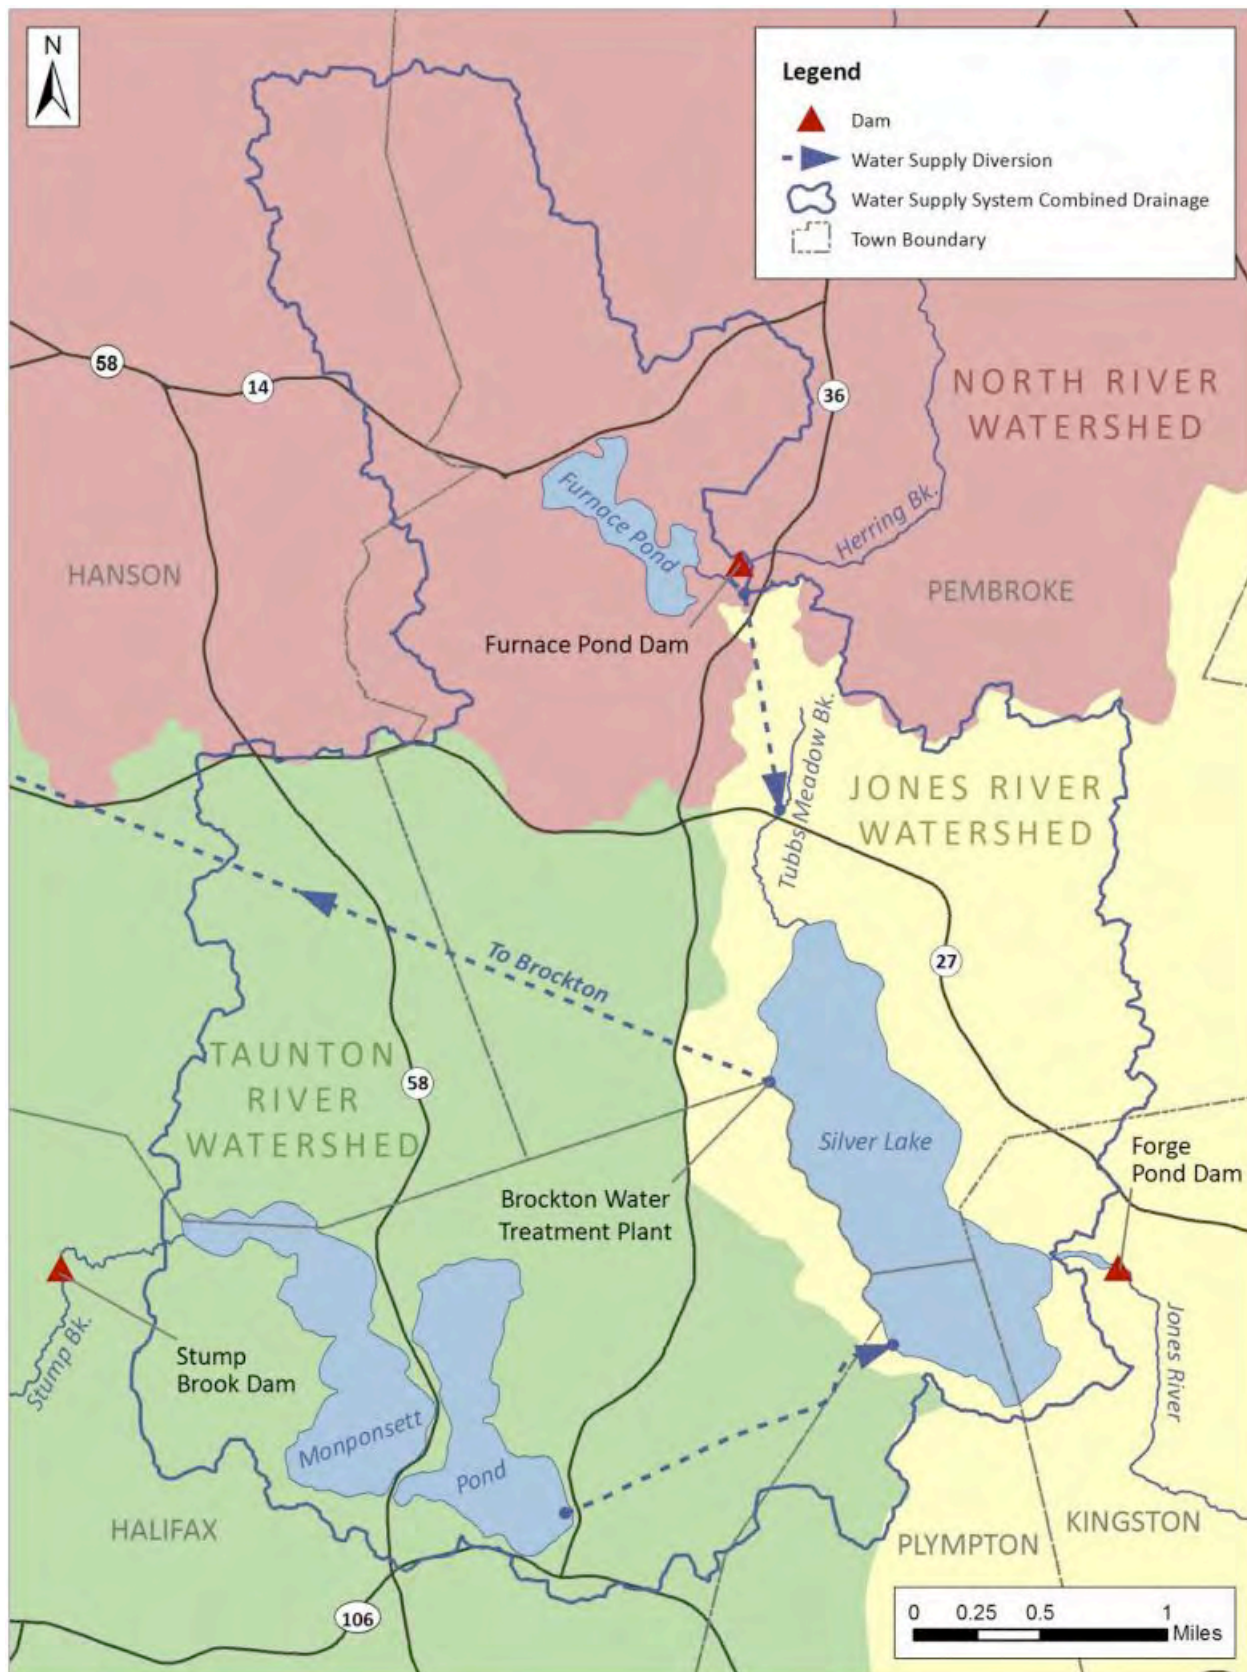 N
Legend
Dam
Water Supply Diversion
Water Supply System Combined Drainage
Town Boundary
58
14
36
NORTH RIVER
WATERSHED
Furnace Pond
Herring Bk.
HANSON
PEMBROKE
Furnace Pond Dam
Tubbs Meadow Bk.
JONES RIVER
WATERSHED
To Brockton
27
TAUNTON
RIVER
WATERSHED
58
Silver Lake
Forge
Pond Dam
Brockton Water
Treatment Plant
Stump Bk.
Stump
Brook Dam
Jones River
Monponsett
Pond
HALIFAX
KINGSTON
PLYMPTON
106
0 0.25 0.5 1
Miles